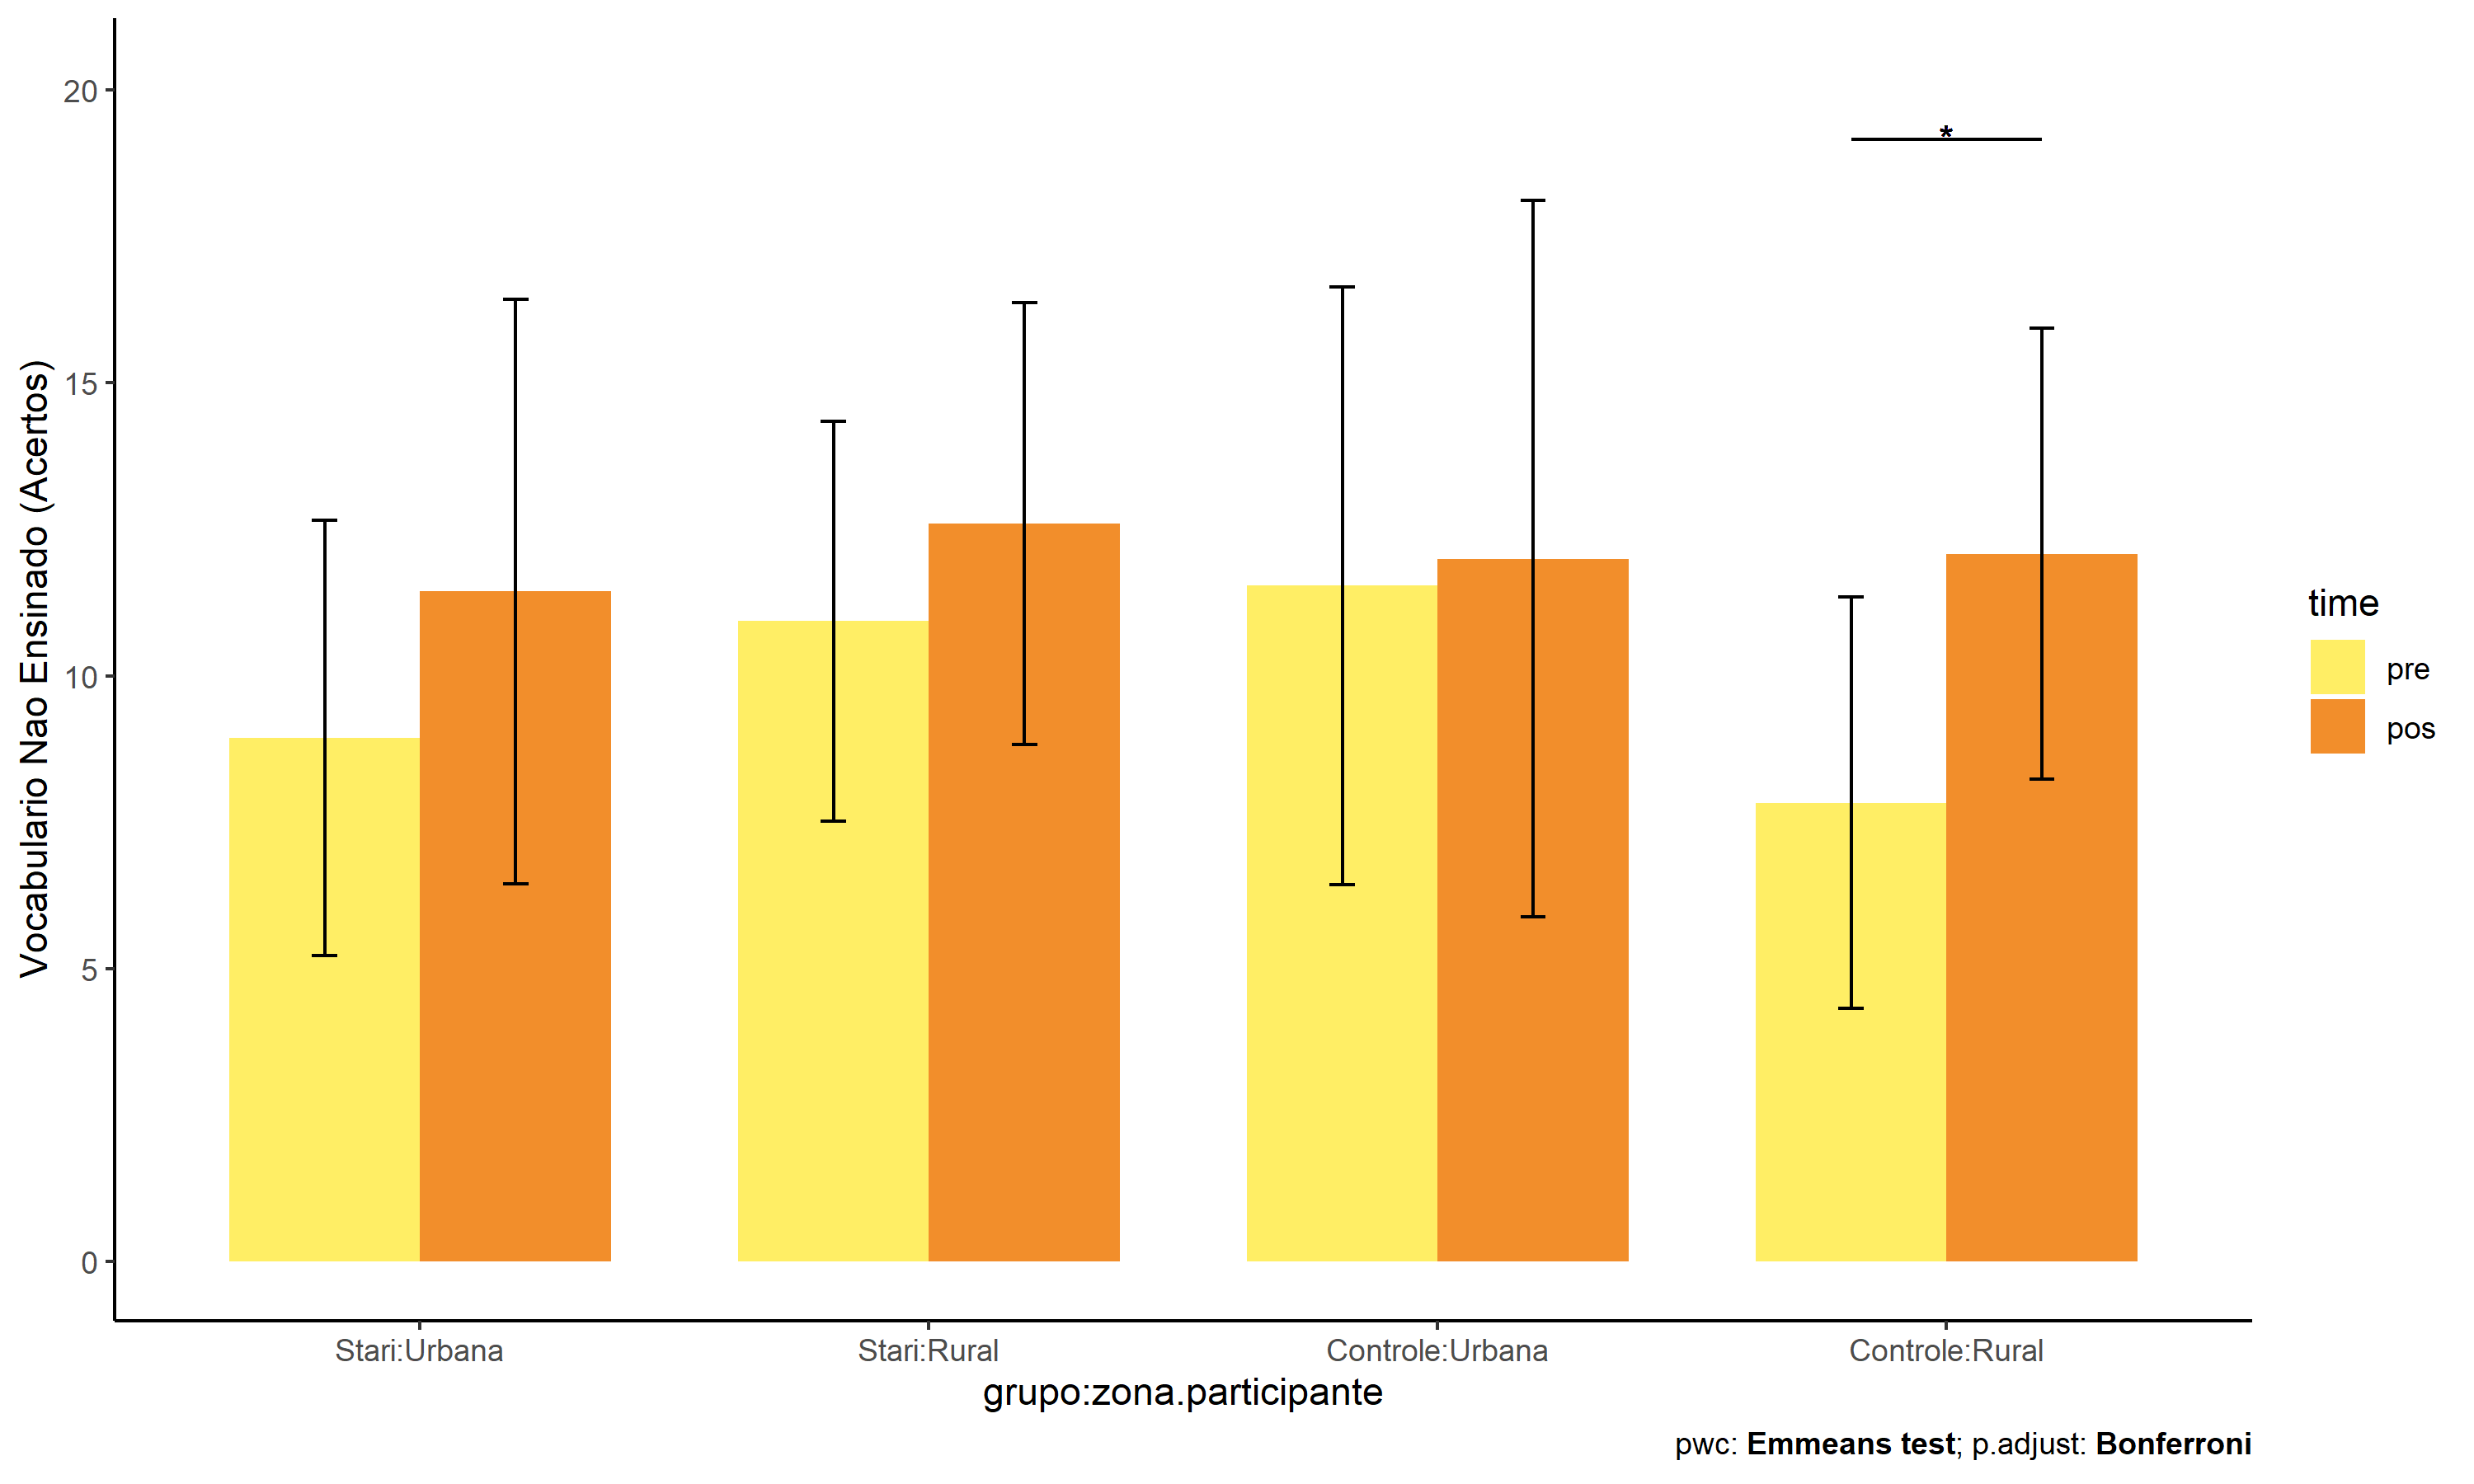 Vocabulario Nao Ensinado (Acertos)
20
15
10
5
0
*
Stari:Urbana
Stari:Rural
Controle:Urbana
Controle:Rural
grupo:zona.participante
time
pre
pos
pwc: Emmeans test; p.adjust: Bonferroni